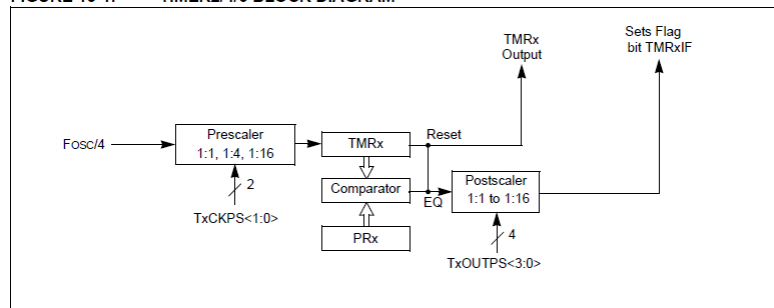 TMRx
Output
Sets Flag
bit TMRxIF
FOSC/4
Prescaler
1:1, 1:4, 1:16
TMRx
Reset
2
Comparator
EQ
Postscaler
1:1 to 1:16
TxCKPS<1:0>
PRx
4
TxOUTPS<3:0>